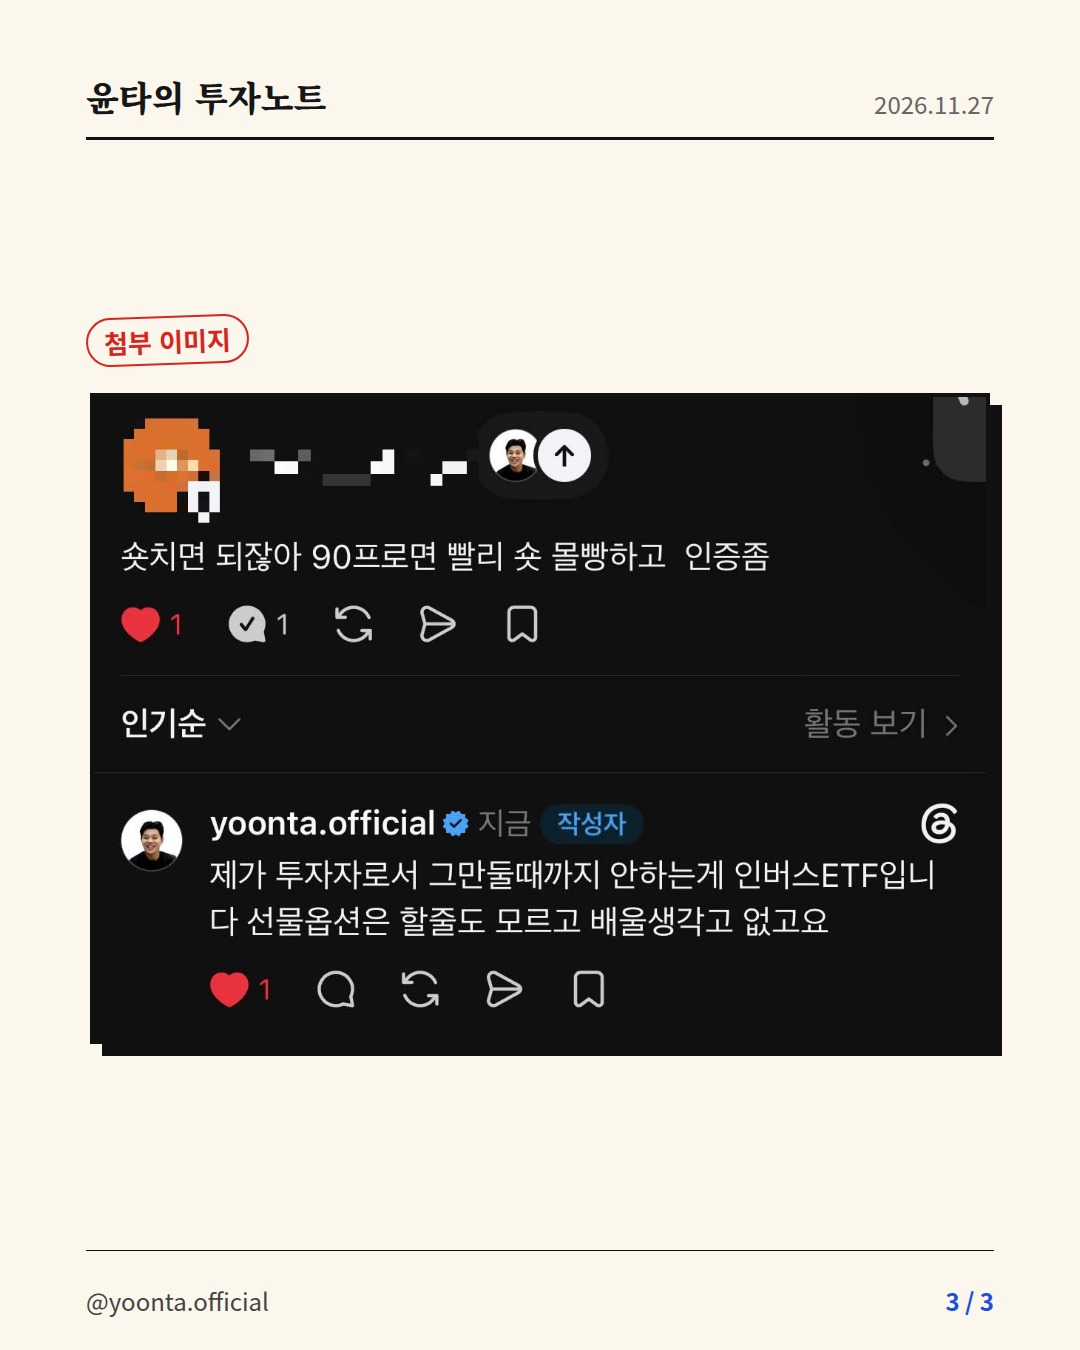 윤타의 투자노트
2026.11.27
첨부 이미지
숏치면 되잖아 90프로면 빨리 숏 몰빵하고  인증좀
1 1
인기순
활동 보기
yoonta.official 지금 작성자
제가 투자자로서 그만둘때까지 안하는게 인버스ETF입니
다 선물옵션은 할줄도 모르고 배울생각고 없고요
1
@yoonta.official
3 / 3